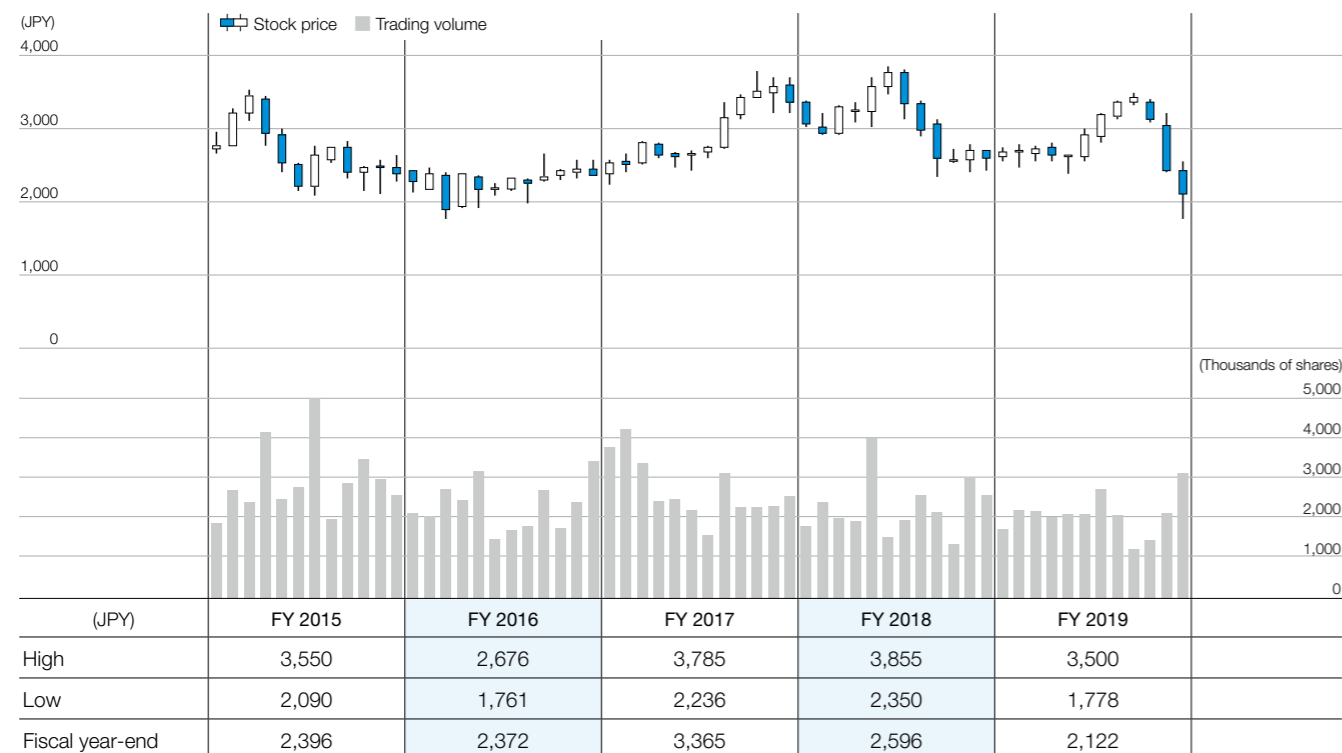 (JPY)
Stock price Trading volume
4,000
3,000
2,000
1,000
0
(Thousands of shares)
5,000
4,000
3,000
2,000
1,000
0
(JPY) FY 2015 FY 2016 FY 2017 FY 2018 FY 2019
High 3,550 2,676 3,785 3,855 3,500
Low 2,090 1,761 2,236 2,350 1,778
Fiscal year-end 2,396 2,372 3,365 2,596 2,122